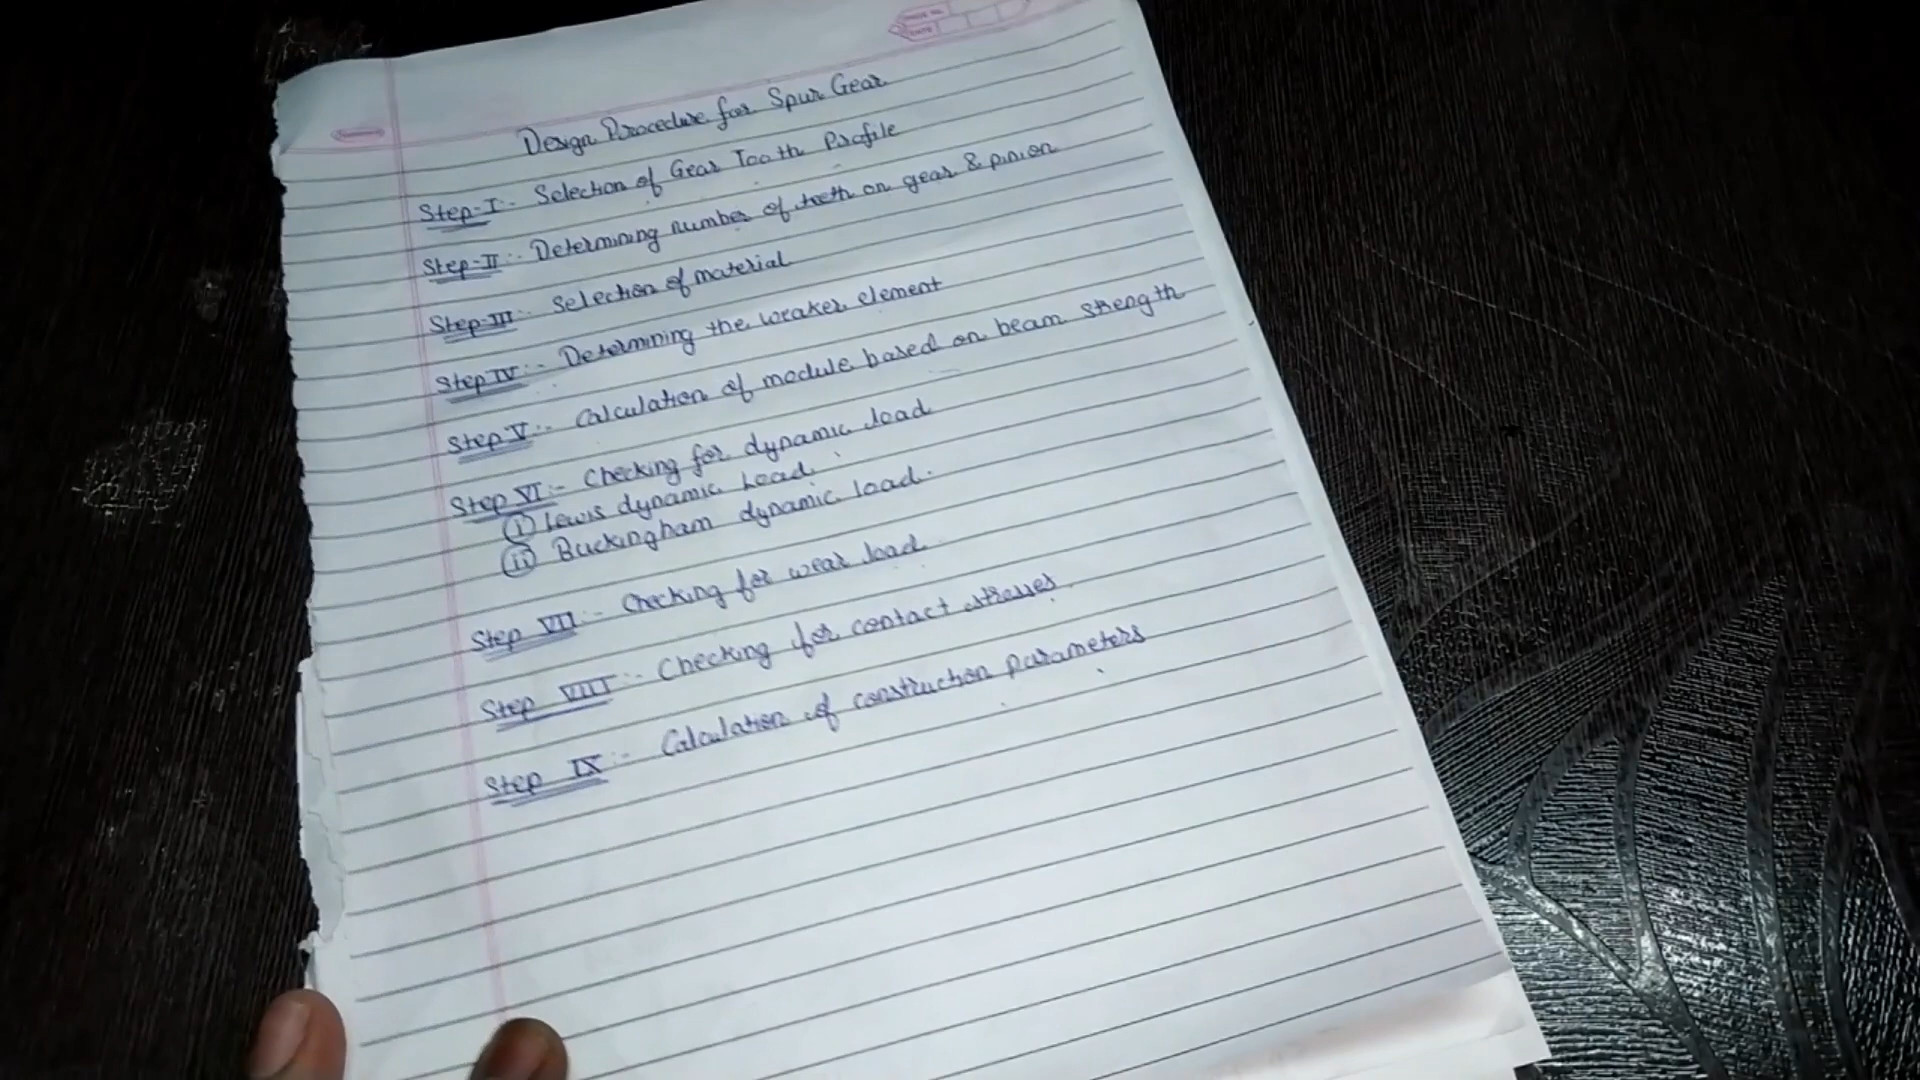 PAGE NO.
DATE
Design Procedure for Spur Gear
Step-I:- Selection of Gear Tooth Profile
Step-II:- Determining number of teeth on gear & pinion
Step-III:- Selection of material
Step IV:- Determining the weaker element
Step V:- Calculation of module based on beam strength
Step VI:- Checking for dynamic load
(i) Lewis dynamic Load.
(ii) Buckingham dynamic load.
Step VII:- Checking for wear load
Step VIII:- Checking for contact stresses.
Step IX:- Calculation of construction parameters